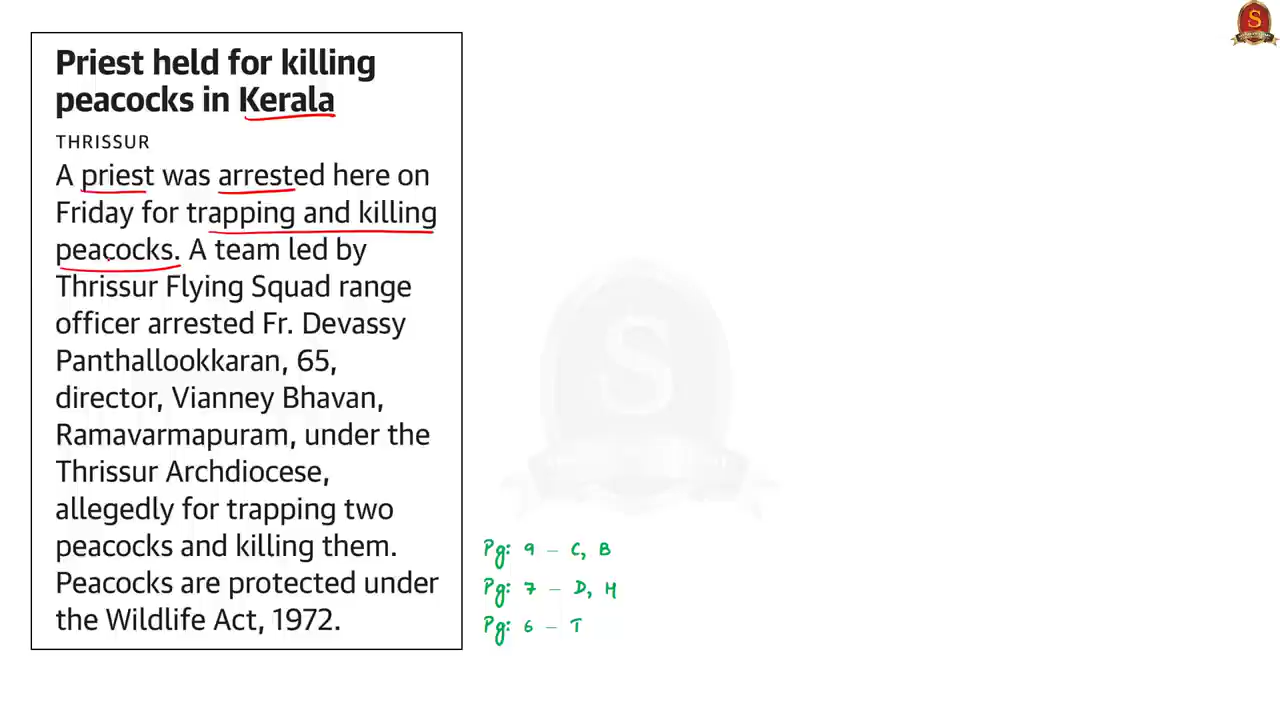 Priest held for killing
peacocks in Kerala
THRISSUR
A priest was arrested here on
Friday for trapping and killing
peacocks. A team led by
Thrissur Flying Squad range
officer arrested Fr. Devassy
Panthallookkaran, 65,
director, Vianney Bhavan,
Ramavarmapuram, under the
Thrissur Archdiocese,
allegedly for trapping two
peacocks and killing them.
Peacocks are protected under
the Wildlife Act, 1972.
Pg: 9 – C, B
Pg: 7 – D, H
Pg: 6 – T
S
S